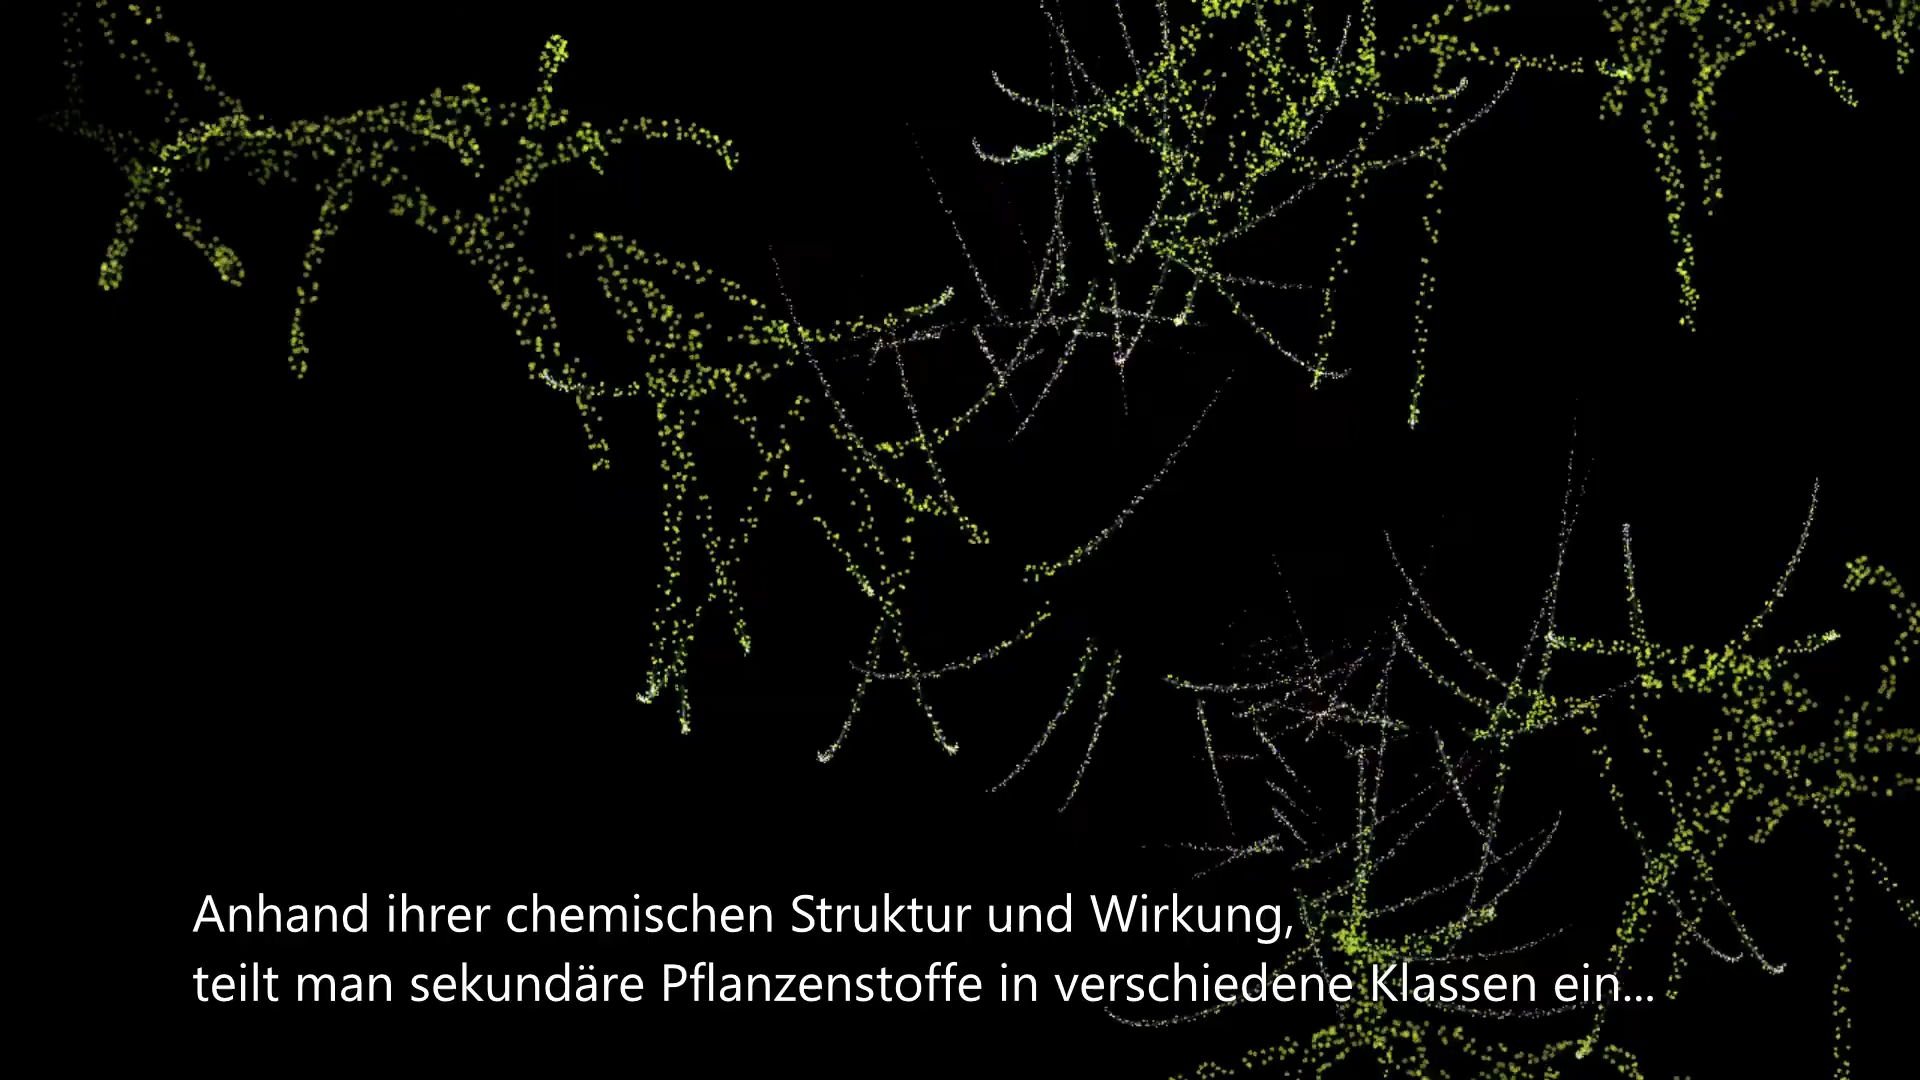 Anhand ihrer chemischen Struktur und Wirkung,
teilt man sekundäre Pflanzenstoffe in verschiedene Klassen ein...